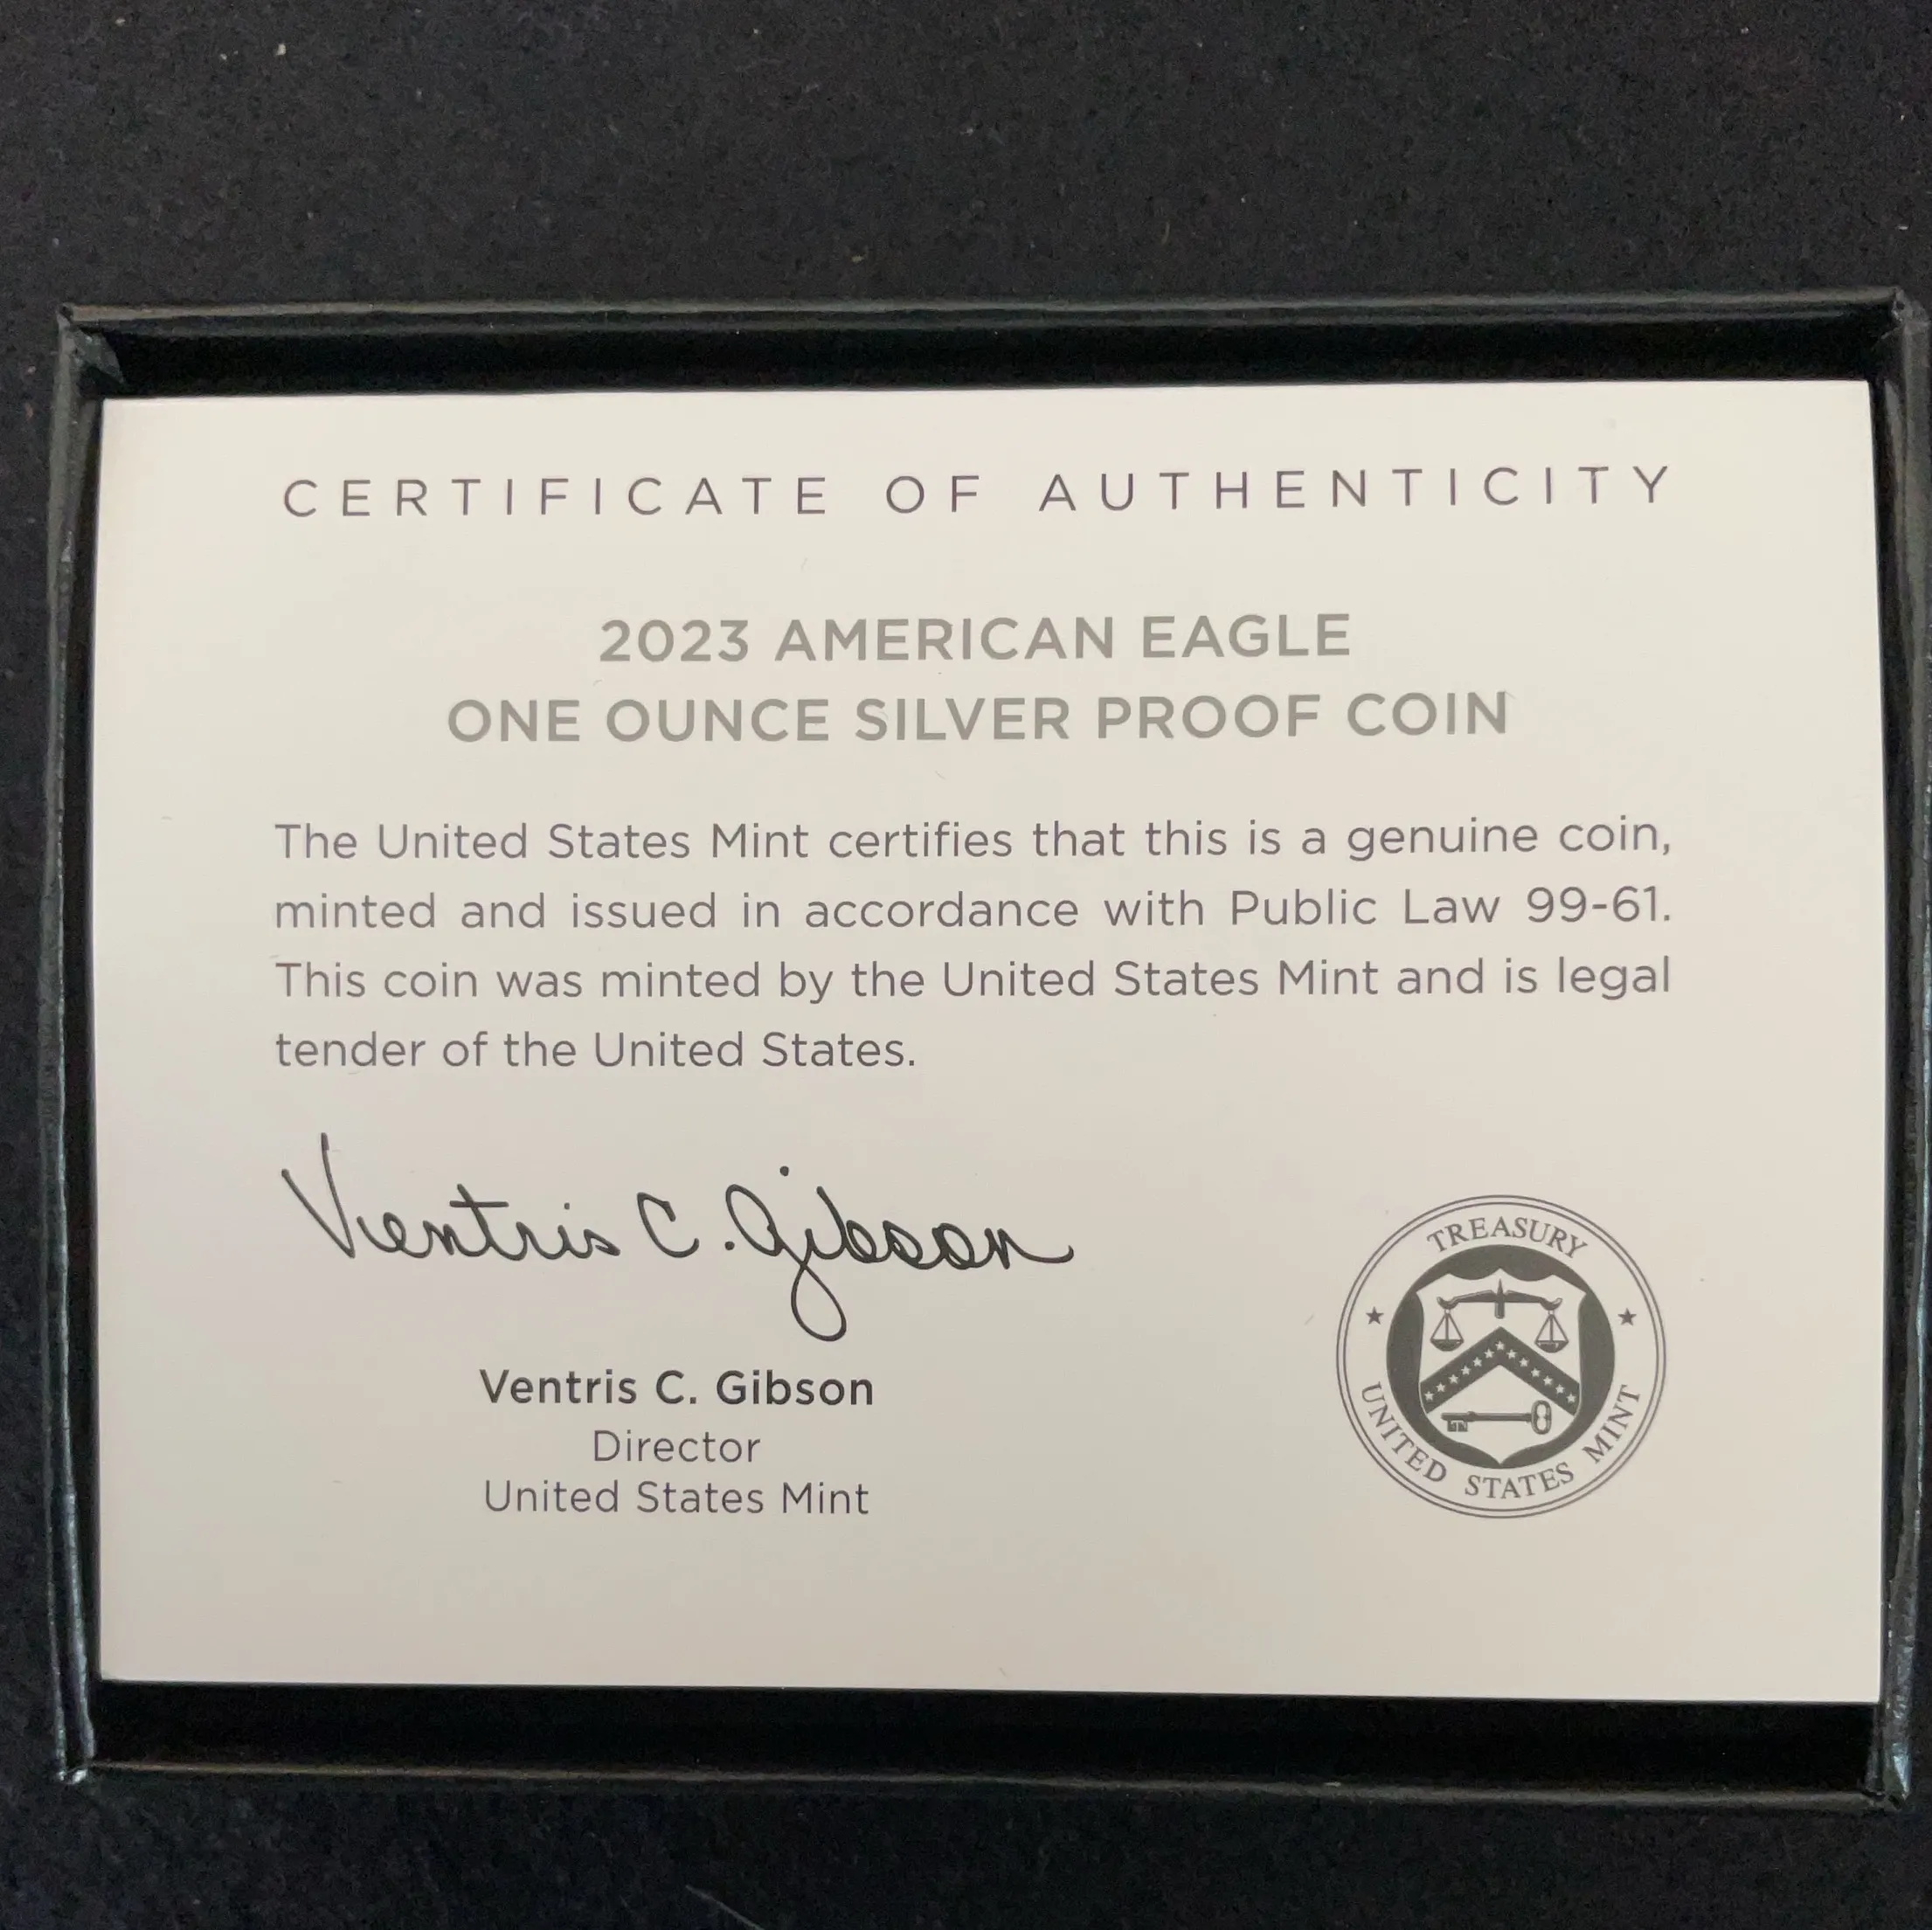 CERTIFICATE OF AUTHENTICITY
2023 AMERICAN EAGLE
ONE OUNCE SILVER PROOF COIN
The United States Mint certifies that this is a genuine coin,
minted and issued in accordance with Public Law 99-61.
This coin was minted by the United States Mint and is legal
tender of the United States.
Ventris C. Gibson
Ventris C. Gibson
Director
United States Mint
TREASURY
UNITED STATES MINT